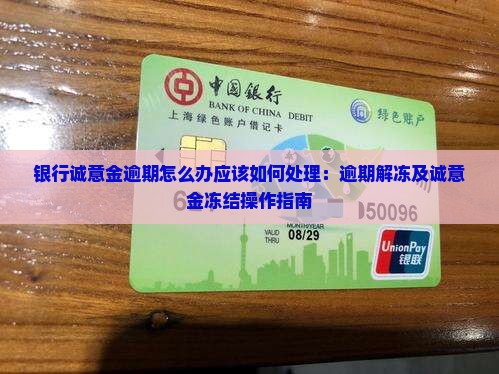 中国银行
BANK OF CHINA DEBIT
上海绿色账户借记卡
绿色账户
银行诚意金逾期怎么办应该如何处理：逾期解冻及诚意
金冻结操作指南
6
50096
MONTH/YEAR
VALID
THRU
08/29
UnionPay
银联